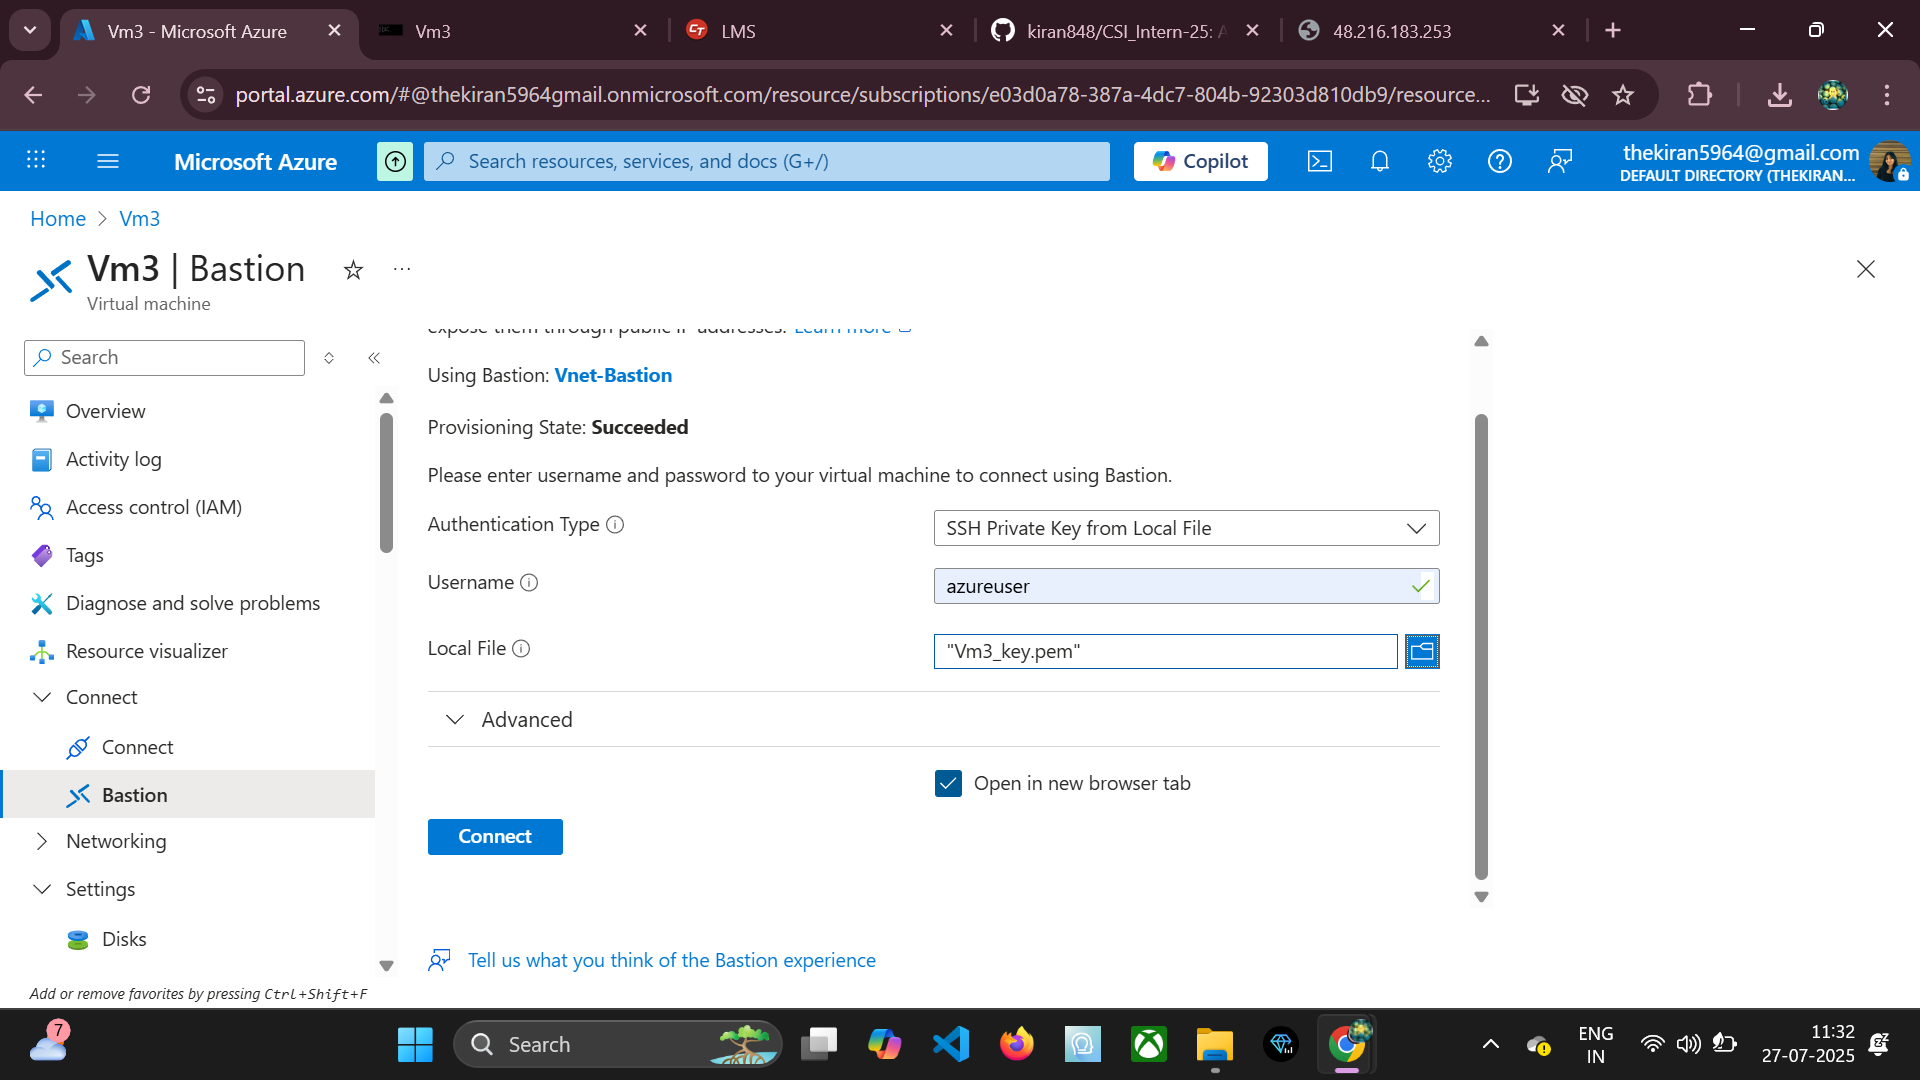 Vm3 - Microsoft Azure
Vm3
LMS
kiran848/CSI_Intern-25: A
48.216.183.253
portal.azure.com/#@thekiran5964gmail.onmicrosoft.com/resource/subscriptions/e03d0a78-387a-4dc7-804b-92303d810db9/resource...
Microsoft Azure
Search resources, services, and docs (G+/)
Copilot
thekiran5964@gmail.com
DEFAULT DIRECTORY (THEKIRAN...
Home > Vm3
Vm3 | Bastion
Virtual machine
Search
Overview
Activity log
Access control (IAM)
Tags
Diagnose and solve problems
Resource visualizer
Connect
Connect
Bastion
Networking
Settings
Disks
Add or remove favorites by pressing Ctrl+Shift+F
expose them through public IP addresses. Learn more
Using Bastion: Vnet-Bastion
Provisioning State: Succeeded
Please enter username and password to your virtual machine to connect using Bastion.
Authentication Type
SSH Private Key from Local File
Username
azureuser
Local File
"Vm3_key.pem"
Advanced
Open in new browser tab
Connect
Tell us what you think of the Bastion experience
7
Search
ENG
IN
11:32
27-07-2025